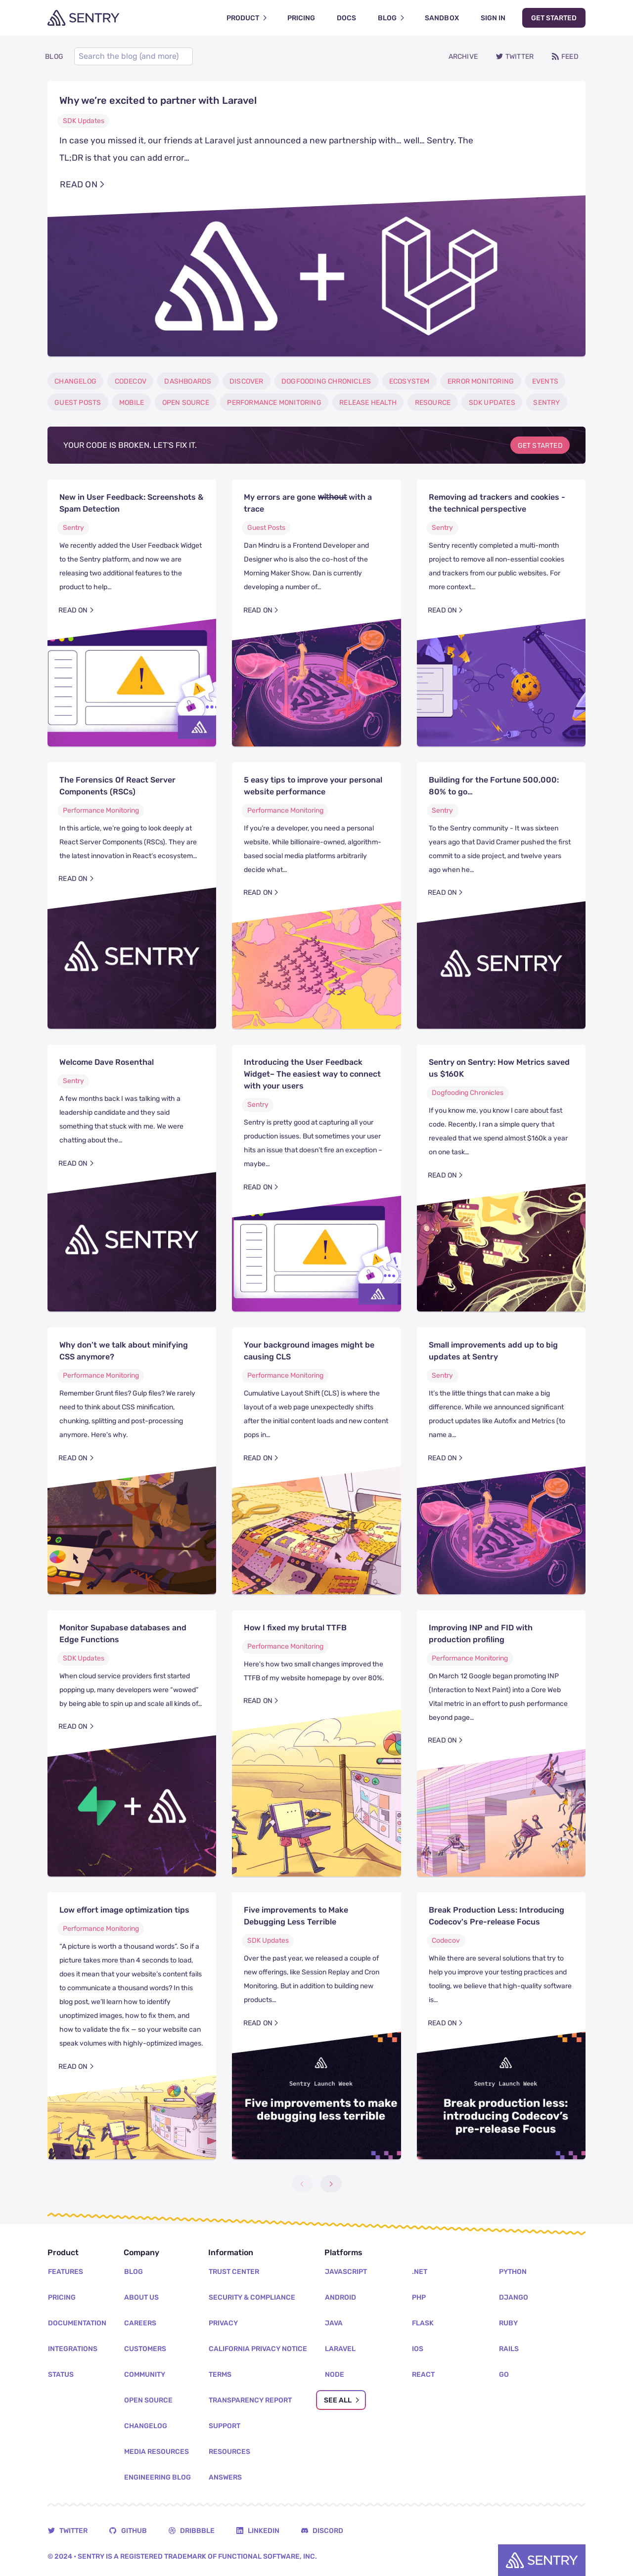 SENTRY
PRODUCT
PRICING
DOCS
BLOG
SANDBOX
SIGN IN
GET STARTED
BLOG
Search the blog (and more)
ARCHIVE
TWITTER
FEED
Why we're excited to partner with Laravel
SDK Updates
In case you missed it, our friends at Laravel just announced a new partnership with… well… Sentry. The
TL;DR is that you can add error…
READ ON
CHANGELOG
CODECOV
DASHBOARDS
DISCOVER
DOGFOODING CHRONICLES
ECOSYSTEM
ERROR MONITORING
EVENTS
GUEST POSTS
MOBILE
OPEN SOURCE
PERFORMANCE MONITORING
RELEASE HEALTH
RESOURCE
SDK UPDATES
SENTRY
YOUR CODE IS BROKEN. LET'S FIX IT.
GET STARTED
New in User Feedback: Screenshots &
Spam Detection
Sentry
We recently added the User Feedback Widget
to the Sentry platform, and now we are
releasing two additional features to the
product to help…
READ ON
My errors are gone without with a
trace
Guest Posts
Dan Mindru is a Frontend Developer and
Designer who is also the co-host of the
Morning Maker Show. Dan is currently
developing a number of…
READ ON
Removing ad trackers and cookies -
the technical perspective
Sentry
Sentry recently completed a multi-month
project to remove all non-essential cookies
and trackers from our public websites. For
more context…
READ ON
The Forensics Of React Server
Components (RSCs)
Performance Monitoring
In this article, we're going to look deeply at
React Server Components (RSCs). They are
the latest innovation in React's ecosystem…
READ ON
SENTRY
5 easy tips to improve your personal
website performance
Performance Monitoring
If you're a developer, you need a personal
website. While billionaire-owned, algorithm-
based social media platforms arbitrarily
decide what…
READ ON
Building for the Fortune 500,000:
80% to go…
Sentry
To the Sentry community - It was sixteen
years ago that David Cramer pushed the first
commit to a side project, and twelve years
ago when he…
READ ON
SENTRY
Welcome Dave Rosenthal
Sentry
A few months back I was talking with a
leadership candidate and they said
something that stuck with me. We were
chatting about the…
READ ON
SENTRY
Introducing the User Feedback
Widget– The easiest way to connect
with your users
Sentry
Sentry is pretty good at capturing all your
production issues. But sometimes your user
hits an issue that doesn't fire an exception –
maybe…
READ ON
Sentry on Sentry: How Metrics saved
us $160K
Dogfooding Chronicles
If you know me, you know I care about fast
code. Recently, I ran a simple query that
revealed that we spend almost $160k a year
on one task…
READ ON
Why don't we talk about minifying
CSS anymore?
Performance Monitoring
Remember Grunt files? Gulp files? We rarely
need to think about CSS minification,
chunking, splitting and post-processing
anymore. Here's why.
READ ON
Your background images might be
causing CLS
Performance Monitoring
Cumulative Layout Shift (CLS) is where the
layout of a web page unexpectedly shifts
after the initial content loads and new content
pops in…
READ ON
Small improvements add up to big
updates at Sentry
Sentry
It's the little things that can make a big
difference. While we announced significant
product updates like Autofix and Metrics (to
name a…
READ ON
Monitor Supabase databases and
Edge Functions
SDK Updates
When cloud service providers first started
popping up, many developers were "wowed"
by being able to spin up and scale all kinds of…
READ ON
How I fixed my brutal TTFB
Performance Monitoring
Here's how two small changes improved the
TTFB of my website homepage by over 80%.
READ ON
Improving INP and FID with
production profiling
Performance Monitoring
On March 12 Google began promoting INP
(Interaction to Next Paint) into a Core Web
Vital metric in an effort to push performance
beyond page…
READ ON
Low effort image optimization tips
Performance Monitoring
"A picture is worth a thousand words". So if a
picture takes more than 4 seconds to load,
does it mean that your website's content fails
to communicate a thousand words? In this
blog post, we'll learn how to identify
unoptimized images, how to fix them, and
how to validate the fix — so your website can
speak volumes with highly-optimized images.
READ ON
Five improvements to Make
Debugging Less Terrible
SDK Updates
Over the past year, we released a couple of
new offerings, like Session Replay and Cron
Monitoring. But in addition to building new
products…
READ ON
Sentry Launch Week
Five improvements to make
debugging less terrible
Break Production Less: Introducing
Codecov's Pre-release Focus
Codecov
While there are several solutions that try to
help you improve your testing practices and
tooling, we believe that high-quality software
is…
READ ON
Sentry Launch Week
Break production less:
introducing Codecov's
pre-release Focus
Product
FEATURES
PRICING
DOCUMENTATION
INTEGRATIONS
STATUS
Company
BLOG
ABOUT US
CAREERS
CUSTOMERS
COMMUNITY
OPEN SOURCE
CHANGELOG
MEDIA RESOURCES
ENGINEERING BLOG
Information
TRUST CENTER
SECURITY & COMPLIANCE
PRIVACY
CALIFORNIA PRIVACY NOTICE
TERMS
TRANSPARENCY REPORT
SUPPORT
RESOURCES
ANSWERS
Platforms
JAVASCRIPT
ANDROID
JAVA
LARAVEL
NODE
.NET
PHP
FLASK
IOS
REACT
PYTHON
DJANGO
RUBY
RAILS
GO
SEE ALL
TWITTER
GITHUB
DRIBBBLE
LINKEDIN
DISCORD
© 2024 • SENTRY IS A REGISTERED TRADEMARK OF FUNCTIONAL SOFTWARE, INC.
SENTRY